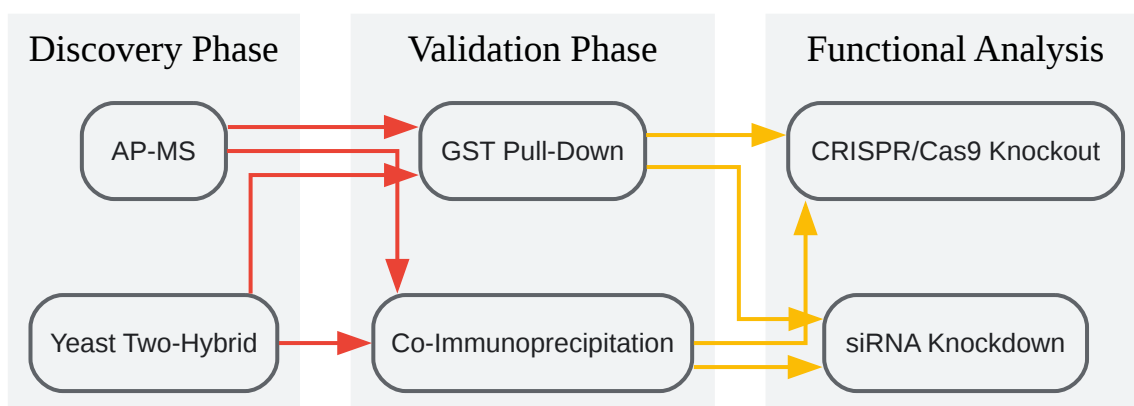 Discovery Phase
Validation Phase
Functional Analysis
AP-MS
GST Pull-Down
CRISPR/Cas9 Knockout
Yeast Two-Hybrid
Co-Immunoprecipitation
siRNA Knockdown